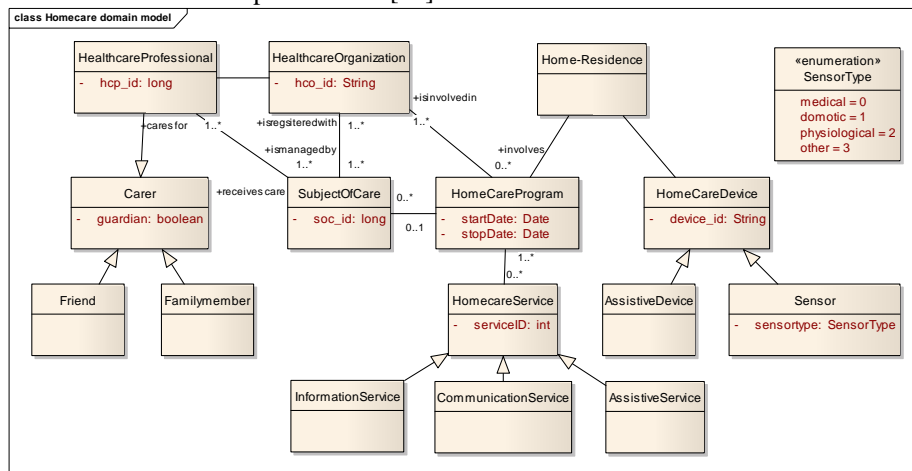 [10]
class Homecare domain model
HealthcareProfessional
- hcp_id: long
HealthcareOrganization
- hco_id: String
Home-Residence
«enumeration»
SensorType
medical = 0
domotic = 1
physiological = 2
other = 3
+isinvolvedin
1..*
+cares for
1..*
+isregsiteredwith
1..*
+ismanagedby
1..*
1..*
+involves
0..*
+receives care
Carer
- guardian: boolean
SubjectOfCare
- soc_id: long
0..*
0..1
HomeCareProgram
- startDate: Date
- stopDate: Date
HomeCareDevice
- device_id: String
1..*
0..*
Friend
Familymember
HomecareService
- serviceID: int
AssistiveDevice
Sensor
- sensortype: SensorType
InformationService
CommunicationService
AssistiveService